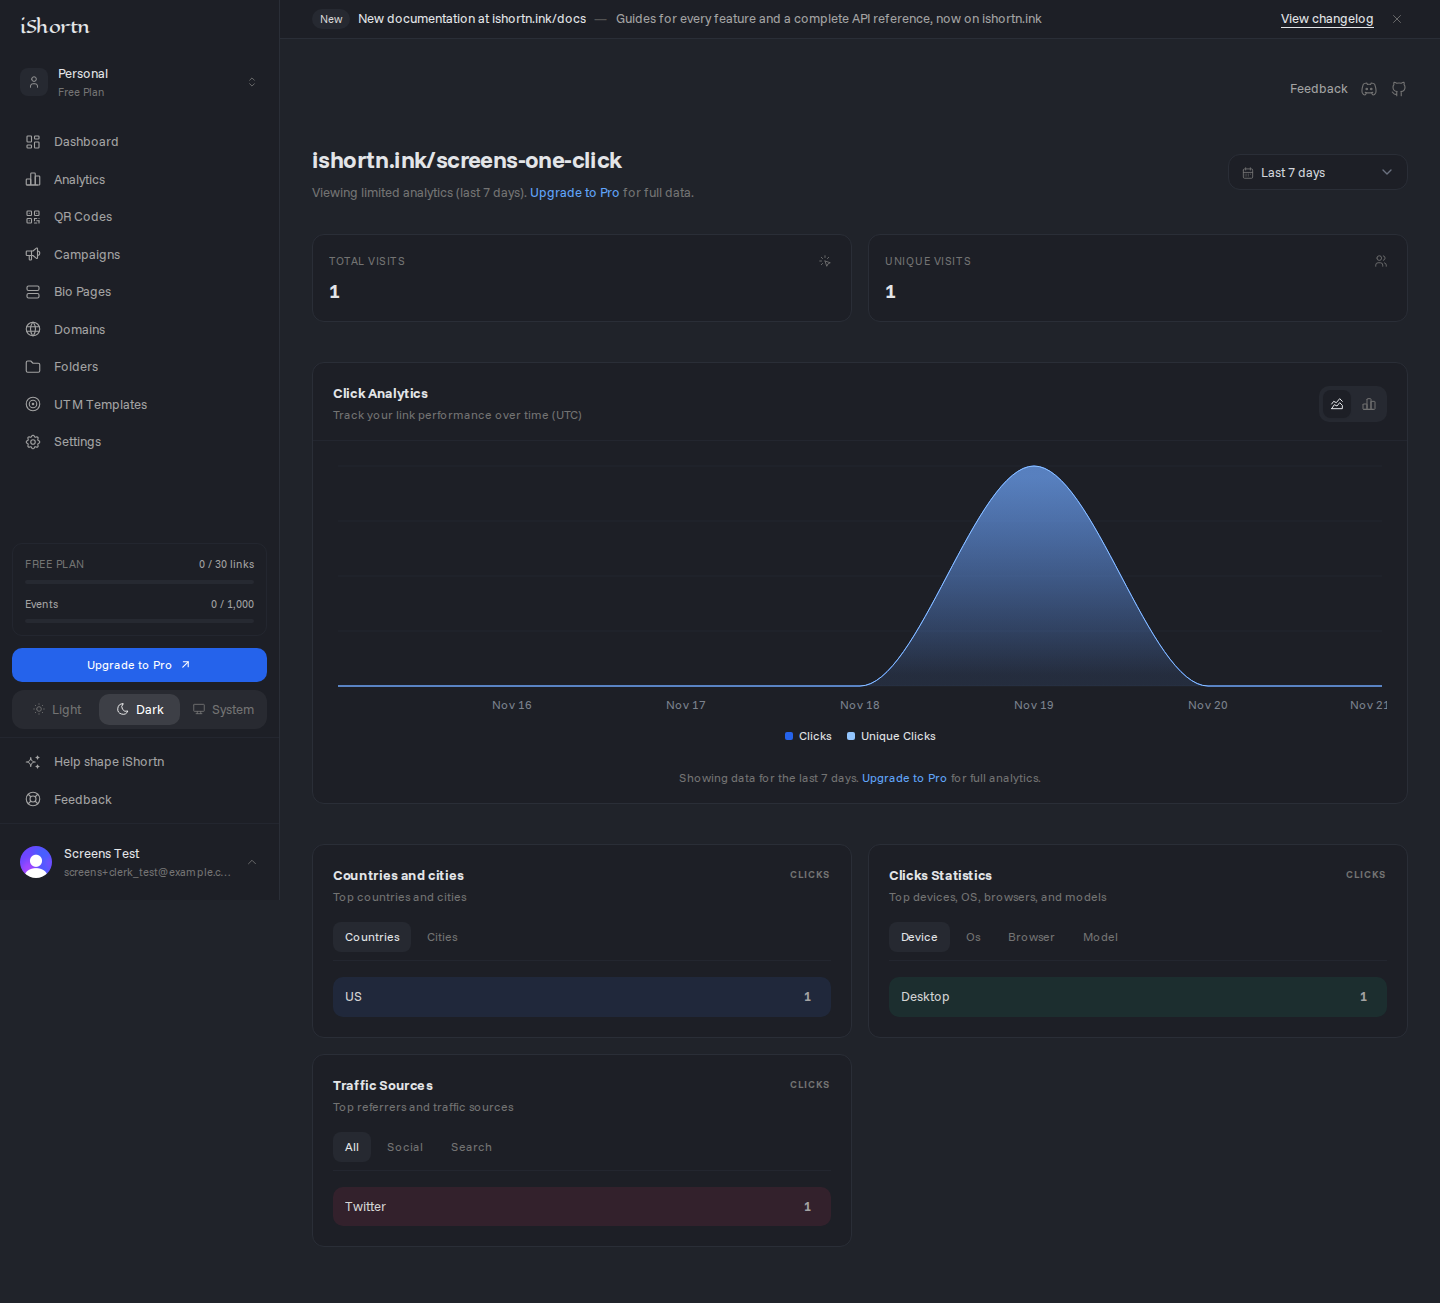 iShortn
Personal
Free Plan
Dashboard
Analytics
QR Codes
Campaigns
Bio Pages
Domains
Folders
UTM Templates
Settings
FREE PLAN 0 / 30 links
Events 0 / 1,000
Upgrade to Pro
Light Dark System
Help shape iShortn
Feedback
Screens Test
screens+clerk_test@example.c...
New New documentation at ishortn.ink/docs — Guides for every feature and a complete API reference, now on ishortn.ink View changelog
Feedback
ishortn.ink/screens-one-click
Viewing limited analytics (last 7 days). Upgrade to Pro for full data.
Last 7 days
TOTAL VISITS
1
UNIQUE VISITS
1
Click Analytics
Track your link performance over time (UTC)
Nov 16 Nov 17 Nov 18 Nov 19 Nov 20 Nov 21
Clicks Unique Clicks
Showing data for the last 7 days. Upgrade to Pro for full analytics.
Countries and cities CLICKS
Top countries and cities
Countries Cities
US 1
Clicks Statistics CLICKS
Top devices, OS, browsers, and models
Device Os Browser Model
Desktop 1
Traffic Sources CLICKS
Top referrers and traffic sources
All Social Search
Twitter 1